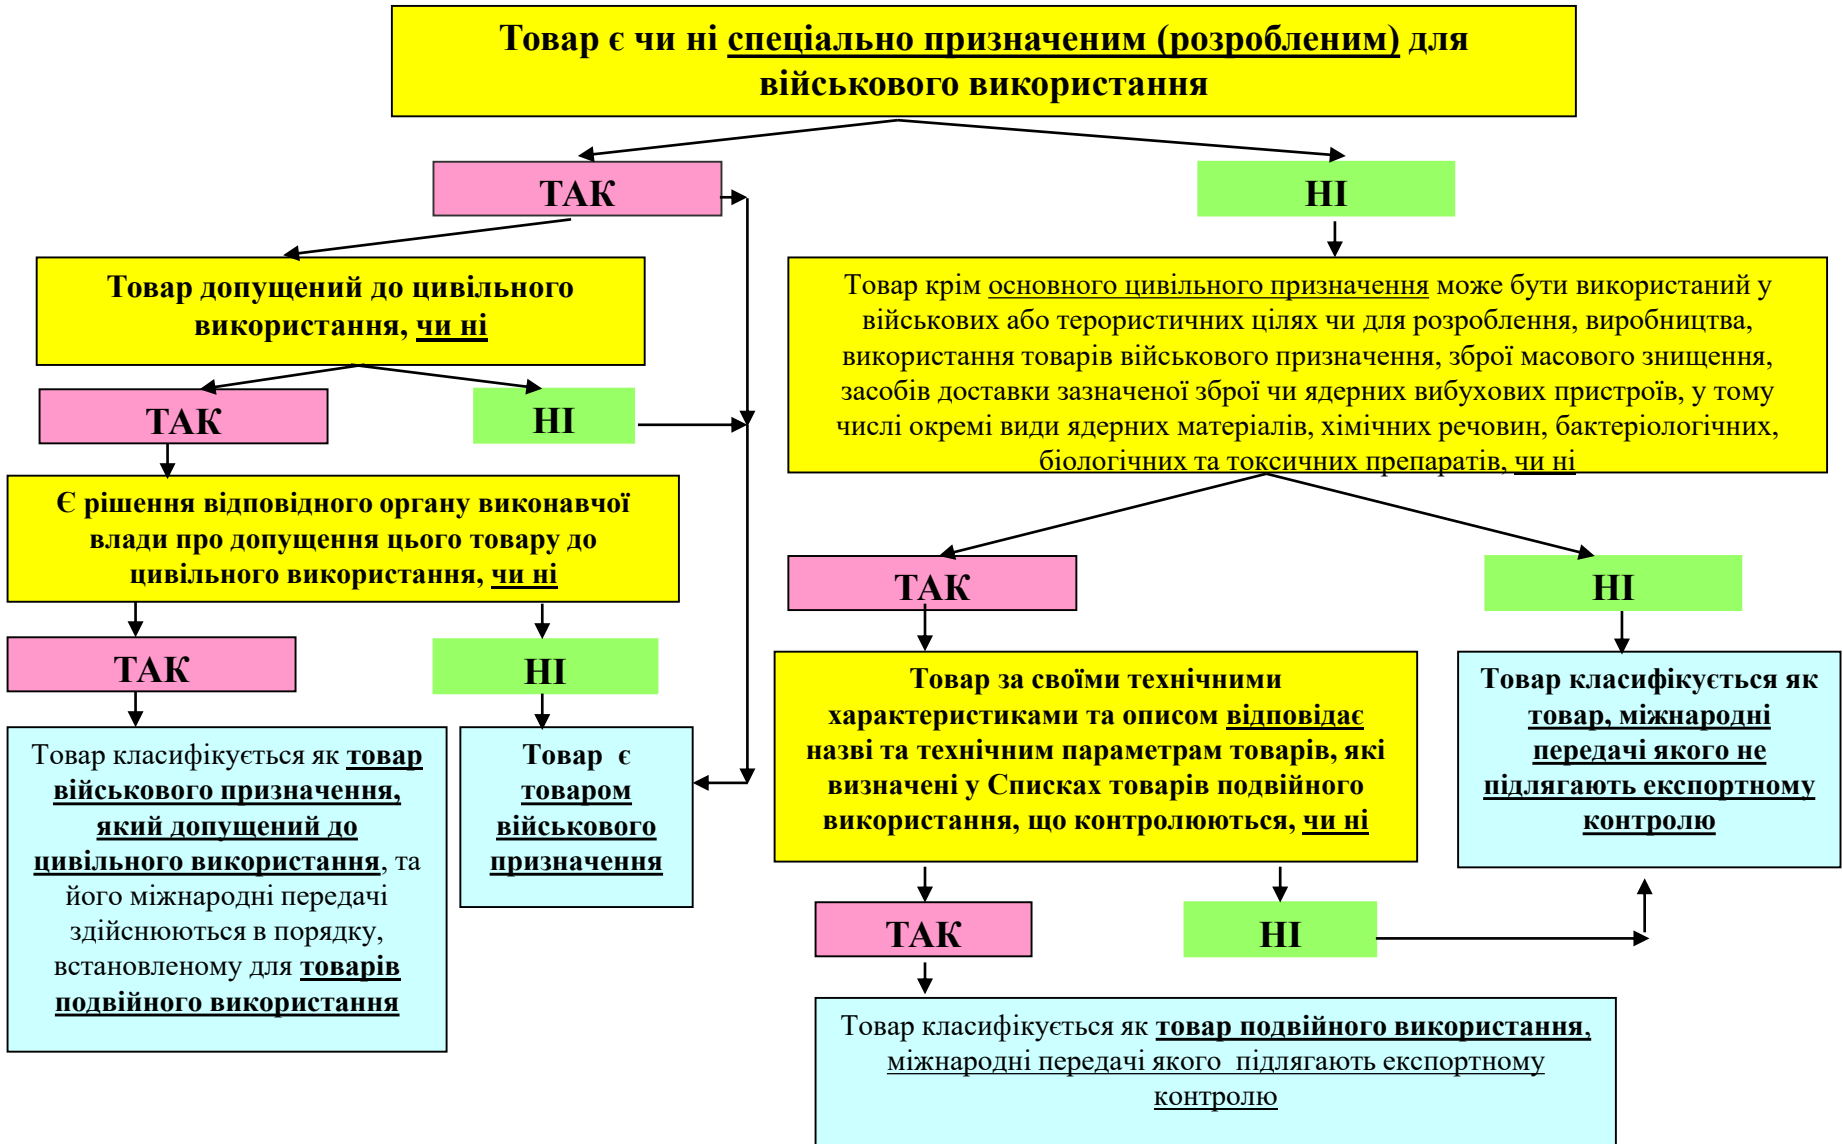 Товар є чи ні спеціально призначеним (розробленим) для
військового використання
ТАК
НІ
Товар допущений до цивільного
використання, чи ні
Товар крім основного цивільного призначення може бути використаний у
військових або терористичних цілях чи для розроблення, виробництва,
використання товарів військового призначення, зброї масового знищення,
засобів доставки зазначеної зброї чи ядерних вибухових пристроїв, у тому
числі окремі види ядерних матеріалів, хімічних речовин, бактеріологічних,
біологічних та токсичних препаратів, чи ні
ТАК
НІ
Є рішення відповідного органу виконавчої
влади про допущення цього товару до
цивільного використання, чи ні
ТАК
НІ
ТАК
НІ
Товар за своїми технічними
характеристиками та описом відповідає
назві та технічним параметрам товарів, які
визначені у Списках товарів подвійного
використання, що контролюються, чи ні
Товар класифікується як
товар, міжнародні
передачі якого не
підлягають експортному
контролю
Товар класифікується як товар
військового призначення,
який допущений до
цивільного використання, та
його міжнародні передачі
здійснюються в порядку,
встановленому для товарів
подвійного використання
Товар є
товаром
військового
призначення
ТАК
НІ
Товар класифікується як товар подвійного використання,
міжнародні передачі якого підлягають експортному
контролю